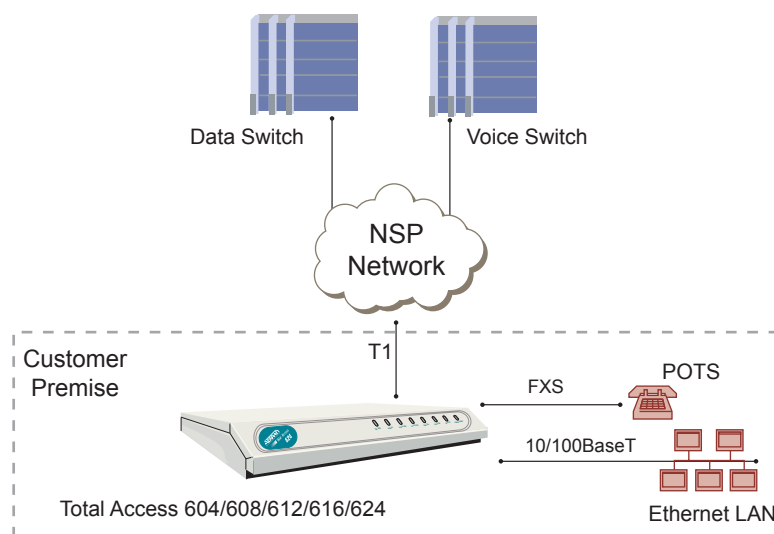 Data Switch
Voice Switch
NSP
Network
T1
Customer
Premise
POTS
FXS
10/100BaseT
Total Access 604/608/612/616/624
Ethernet LAN